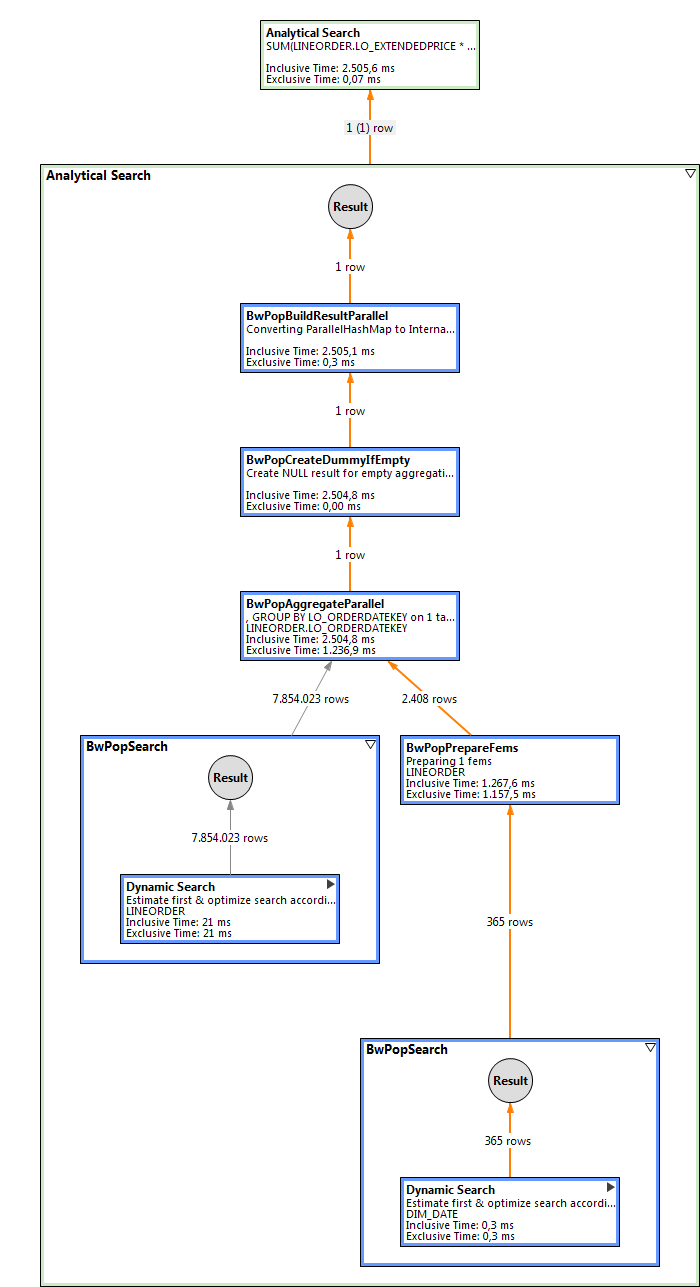 Analytical Search
SUM(LINEORDER.LO_EXTENDEDPRICE * ...
Inclusive Time: 2.505,6 ms
Exclusive Time: 0,07 ms
1 (1) row
Analytical Search
Result
1 row
BwPopBuildResultParallel
Converting ParallelHashMap to Interna...
Inclusive Time: 2.505,1 ms
Exclusive Time: 0,3 ms
1 row
BwPopCreateDummyIfEmpty
Create NULL result for empty aggregati...
Inclusive Time: 2.504,8 ms
Exclusive Time: 0,00 ms
1 row
BwPopAggregateParallel
, GROUP BY LO_ORDERDATEKEY on 1 ta...
LINEORDER.LO_ORDERDATEKEY
Inclusive Time: 2.504,8 ms
Exclusive Time: 1.236,9 ms
7.854.023 rows
2.408 rows
BwPopSearch
Result
7.854.023 rows
Dynamic Search
Estimate first & optimize search accordi...
LINEORDER
Inclusive Time: 21 ms
Exclusive Time: 21 ms
BwPopPrepareFems
Preparing 1 fems
LINEORDER
Inclusive Time: 1.267,6 ms
Exclusive Time: 1.157,5 ms
365 rows
BwPopSearch
Result
365 rows
Dynamic Search
Estimate first & optimize search accordi...
DIM_DATE
Inclusive Time: 0,3 ms
Exclusive Time: 0,3 ms